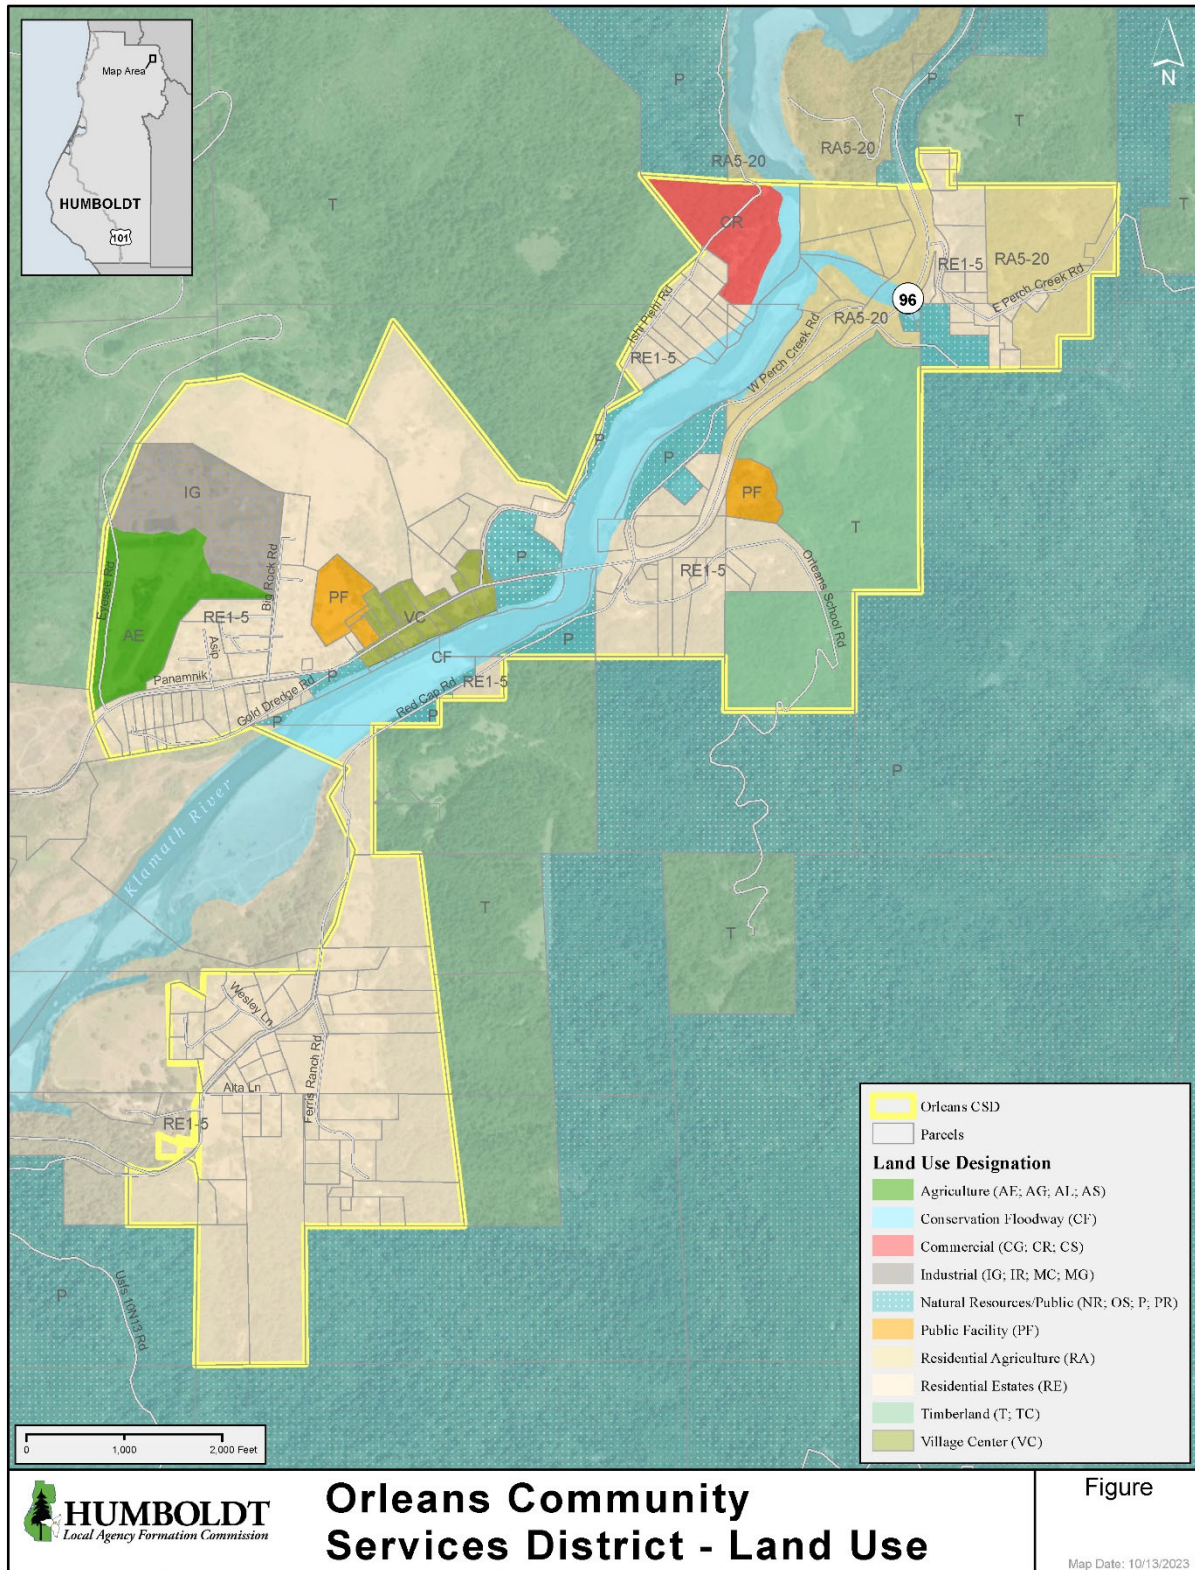 Map Area
HUMBOLDT
101
N
P
T
P
T
RA5-20
RA5-20
T
CR
RE1-5
RA5-20
E Perch Creek Rd
96
Ishi Pishi Rd
RA5-20
RE1-5
W Perch Creek Rd
P
P
IG
PF
T
Eyesee Rd
Big Rock Rd
P
Orleans School Rd
RE1-5
PF
VC
RE1-5
AE
Asip
P
CF
Panamnik
P
RE1-5
Gold Dredge Rd
Red Cap Rd
P
P
P
Klamath River
T
T
Wesley Ln
Ferris Ranch Rd
Alta Ln
RE1-5
P
Usfs 10N13 Rd
Orleans CSD
Parcels
Land Use Designation
Agriculture (AE; AG; AL; AS)
Conservation Floodway (CF)
Commercial (CG; CR; CS)
Industrial (IG; IR; MC; MG)
Natural Resources/Public (NR; OS; P; PR)
Public Facility (PF)
Residential Agriculture (RA)
Residential Estates (RE)
Timberland (T; TC)
Village Center (VC)
0 1,000 2,000 Feet
HUMBOLDT
Local Agency Formation Commission
Orleans Community
Services District - Land Use
Figure
Map Date: 10/13/2023